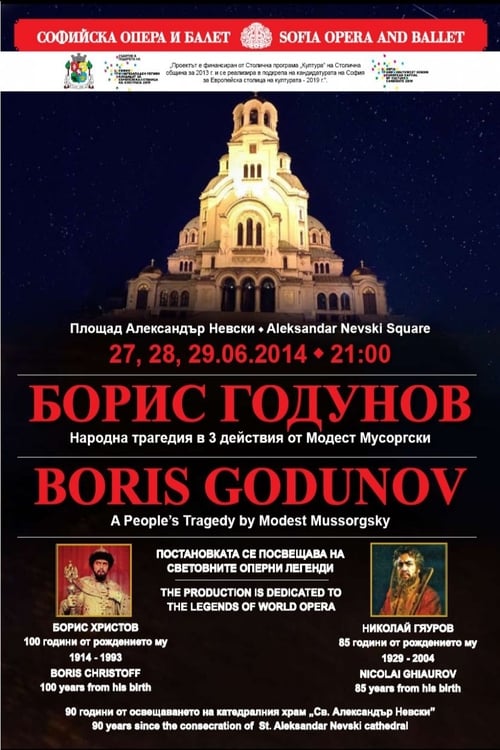 СОФИЙСКА ОПЕРА И БАЛЕТ SOFIA OPERA AND BALLET
„Проектът е финансиран от Столична програма „Култура” на Столична
община за 2013 г. и се реализира в подкрепа на кандидатурата на София
за Европейска столица на културата - 2019 г.”.
Площад Александър Невски ♦ Aleksandar Nevski Square
27, 28, 29.06.2014 ♦ 21:00
БОРИС ГОДУНОВ
Народна трагедия в 3 действия от Модест Мусоргски
BORIS GODUNOV
A People's Tragedy by Modest Mussorgsky
ПОСТАНОВКАТА СЕ ПОСВЕЩАВА НА
СВЕТОВНИТЕ ОПЕРНИ ЛЕГЕНДИ
THE PRODUCTION IS DEDICATED TO
THE LEGENDS OF WORLD OPERA
БОРИС ХРИСТОВ
100 години от рождението му
1914 - 1993
BORIS CHRISTOFF
100 years from his birth
НИКОЛАЙ ГЯУРОВ
85 години от рождението му
1929 - 2004
NICOLAI GHIAUROV
85 years from his birth
90 години от освещаването на катедралния храм „Св. Александър Невски”
90 years since the consecration of St. Aleksandar Nevski cathedral